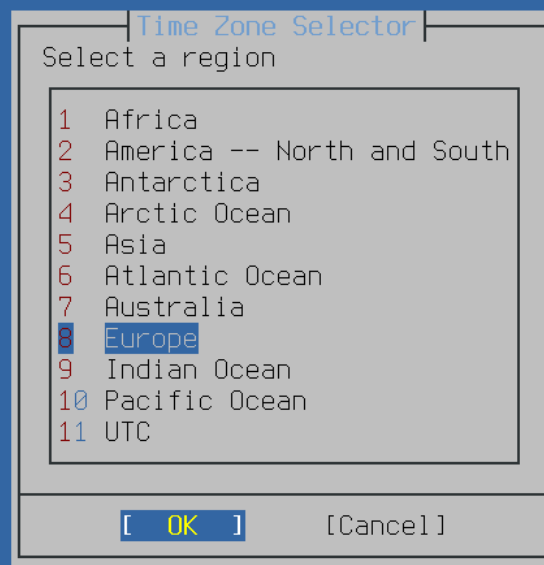 Time Zone Selector
Select a region
1 Africa
2 America -- North and South
3 Antarctica
4 Arctic Ocean
5 Asia
6 Atlantic Ocean
7 Australia
8 Europe
9 Indian Ocean
10 Pacific Ocean
11 UTC
[ OK ] [Cancel]